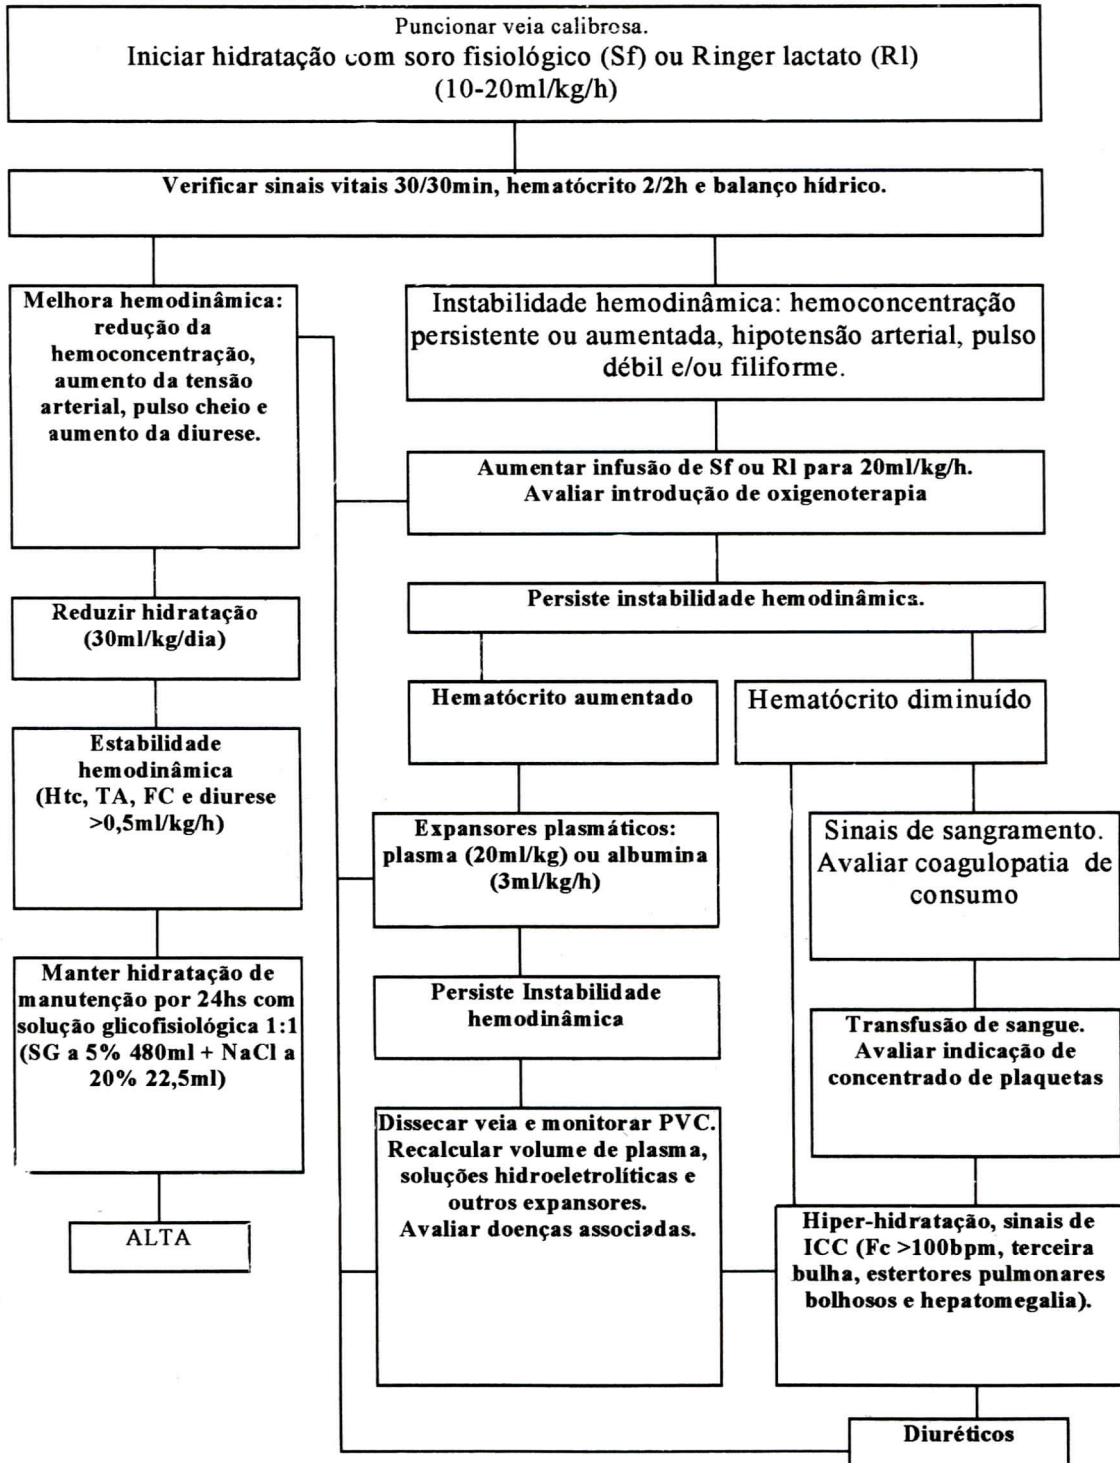 Puncionar veia calibrosa.
Iniciar hidratação com soro fisiológico (Sf) ou Ringer lactato (Rl)
(10-20ml/kg/h)
Verificar sinais vitais 30/30min, hematócrito 2/2h e balanço hídrico.
Melhora hemodinâmica:
redução da
hemoconcentração,
aumento da tensão
arterial, pulso cheio e
aumento da diurese.
Instabilidade hemodinâmica: hemoconcentração
persistente ou aumentada, hipotensão arterial, pulso
débil e/ou filiforme.
Aumentar infusão de Sf ou Rl para 20ml/kg/h.
Avaliar introdução de oxigenoterapia
Persiste instabilidade hemodinâmica.
Reduzir hidratação
(30ml/kg/dia)
Hematócrito aumentado
Hematócrito diminuído
Estabilidade
hemodinâmica
(Htc, TA, FC e diurese
>0,5ml/kg/h)
Expansores plasmáticos:
plasma (20ml/kg) ou albumina
(3ml/kg/h)
Sinais de sangramento.
Avaliar coagulopatia de
consumo
Manter hidratação de
manutenção por 24hs com
solução glicofisiológica 1:1
(SG a 5% 480ml + NaCl a
20% 22,5ml)
Persiste Instabilidade
hemodinâmica
Transfusão de sangue.
Avaliar indicação de
concentrado de plaquetas
Dissecar veia e monitorar PVC.
Recalcular volume de plasma,
soluções hidroeletrolíticas e
outros expansores.
Avaliar doenças associadas.
Hiper-hidratação, sinais de
ICC (Fc >100bpm, terceira
bulha, estertores pulmonares
bolhosos e hepatomegalia).
ALTA
Diuréticos